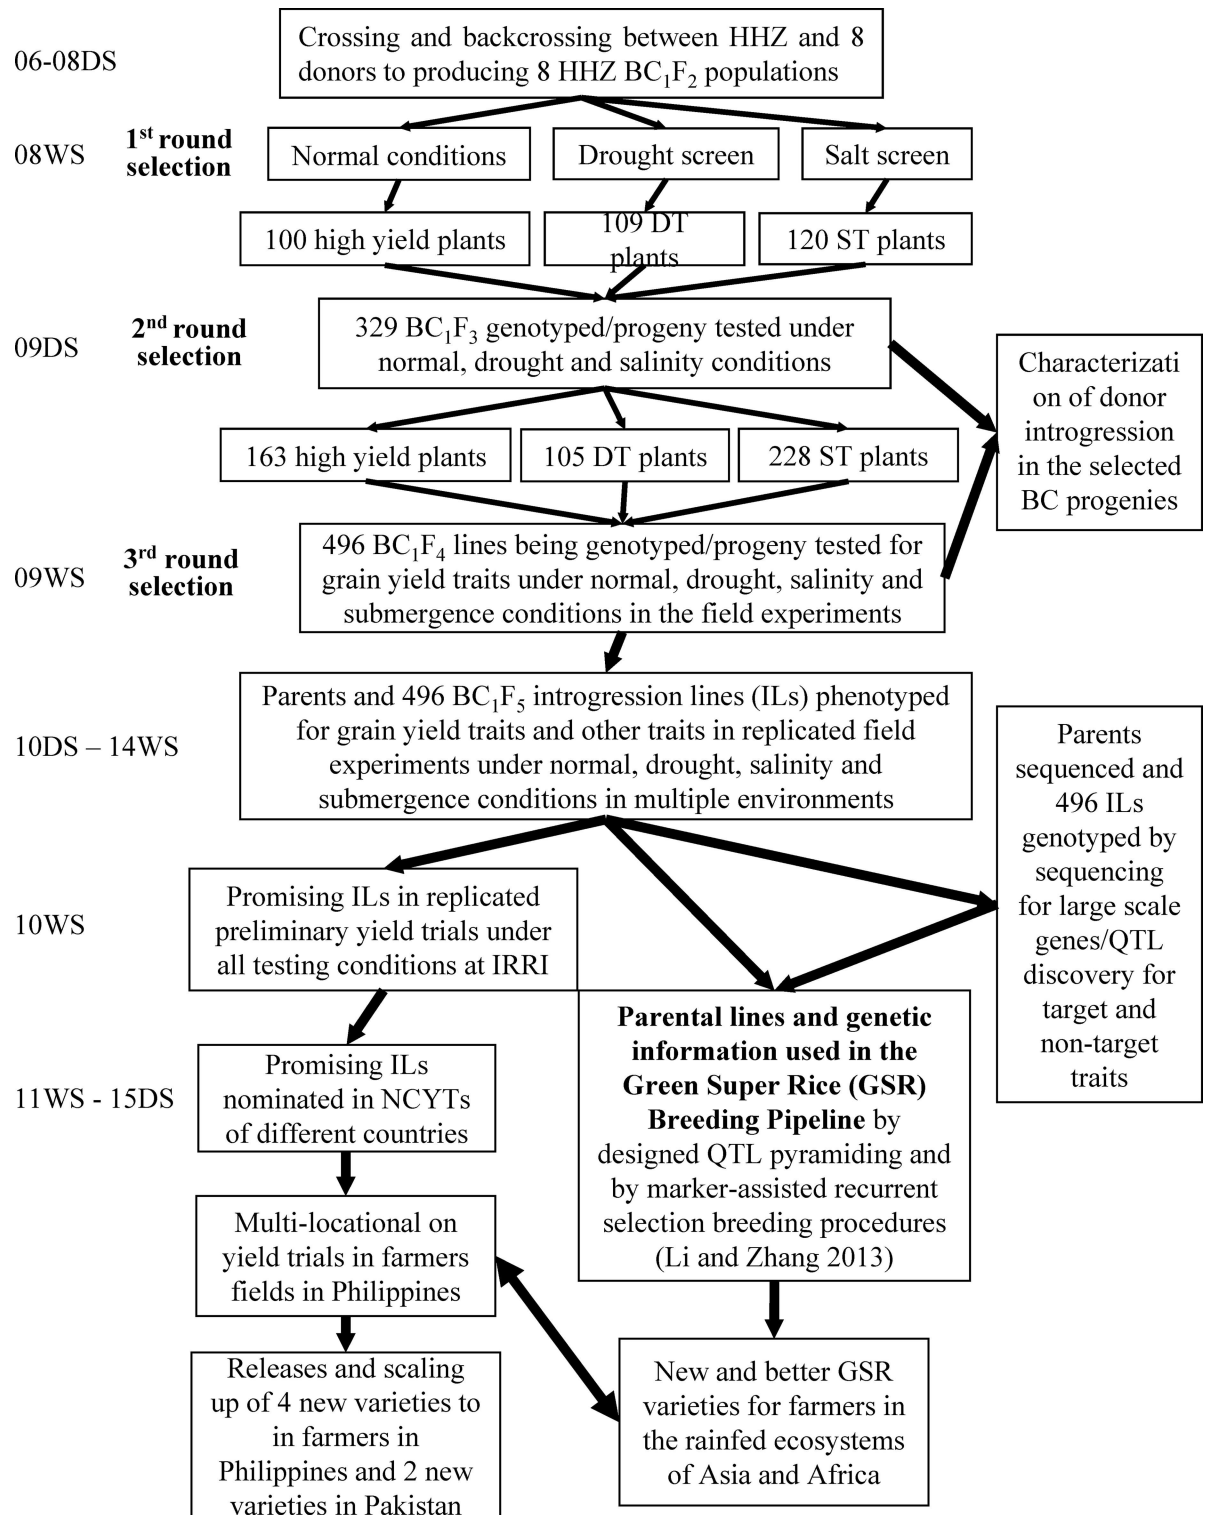 06-08DS
Crossing and backcrossing between HHZ and 8
donors to producing 8 HHZ BC₁F₂ populations
08WS
1ˢᵗ round
selection
Normal conditions
Drought screen
Salt screen
100 high yield plants
109 DT
plants
120 ST plants
09DS
2ⁿᵈ round
selection
329 BC₁F₃ genotyped/progeny tested under
normal, drought and salinity conditions
Characterizati
on of donor
introgression
in the selected
BC progenies
163 high yield plants
105 DT plants
228 ST plants
09WS
3ʳᵈ round
selection
496 BC₁F₄ lines being genotyped/progeny tested for
grain yield traits under normal, drought, salinity and
submergence conditions in the field experiments
10DS – 14WS
Parents and 496 BC₁F₅ introgression lines (ILs) phenotyped
for grain yield traits and other traits in replicated field
experiments under normal, drought, salinity and
submergence conditions in multiple environments
Parents
sequenced and
496 ILs
genotyped by
sequencing
for large scale
genes/QTL
discovery for
target and
non-target
traits
10WS
Promising ILs in replicated
preliminary yield trials under
all testing conditions at IRRI
11WS - 15DS
Promising ILs
nominated in NCYTs
of different countries
Parental lines and genetic
information used in the
Green Super Rice (GSR)
Breeding Pipeline by
designed QTL pyramiding and
by marker-assisted recurrent
selection breeding procedures
(Li and Zhang 2013)
Multi-locational on
yield trials in farmers
fields in Philippines
Releases and scaling
up of 4 new varieties to
in farmers in
Philippines and 2 new
varieties in Pakistan
New and better GSR
varieties for farmers in
the rainfed ecosystems
of Asia and Africa